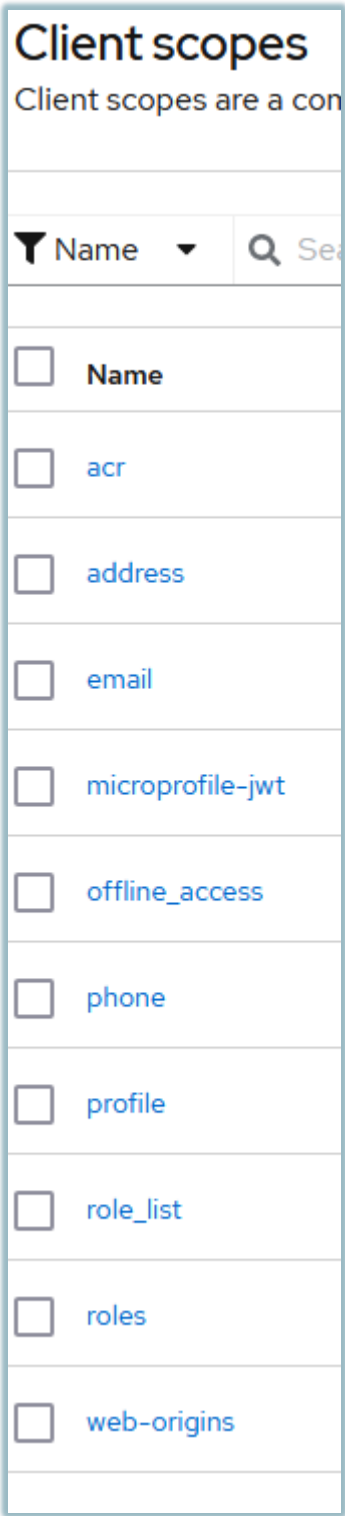 Client scopes
Client scopes are a
Name
Name
acr
address
email
microprofile-jwt
offline_access
phone
profile
role_list
roles
web-origins